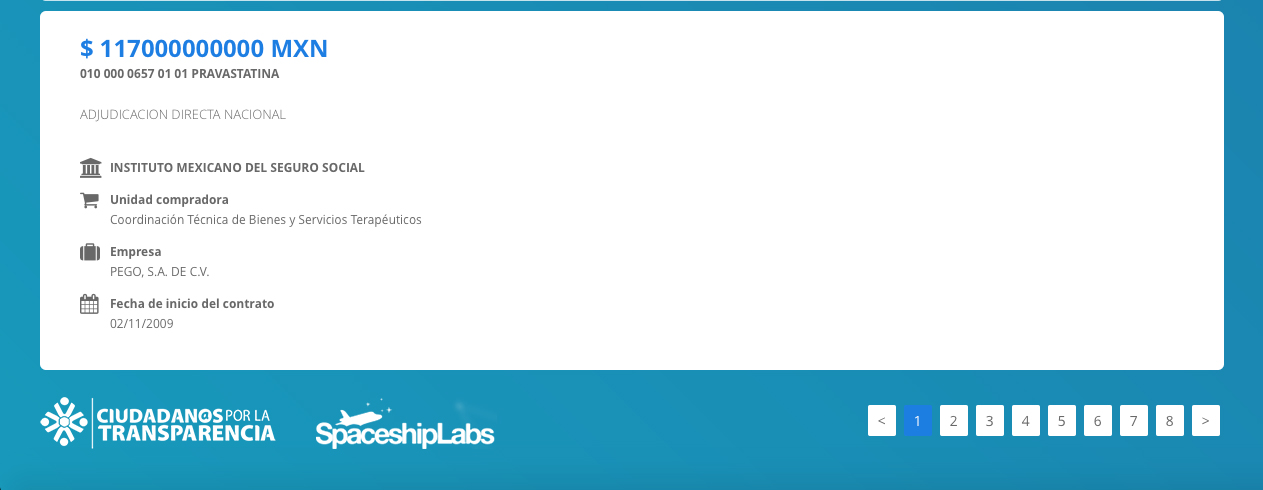 $ 117000000000 MXN
010 000 0657 01 01 PRAVASTATINA
ADJUDICACION DIRECTA NACIONAL
INSTITUTO MEXICANO DEL SEGURO SOCIAL
Unidad compradora
Coordinación Técnica de Bienes y Servicios Terapéuticos
Empresa
PEGO, S.A. DE C.V.
Fecha de inicio del contrato
02/11/2009
CIUDADANOS POR LA
TRANSPARENCIA
SpaceshipLabs
< 1 2 3 4 5 6 7 8 >